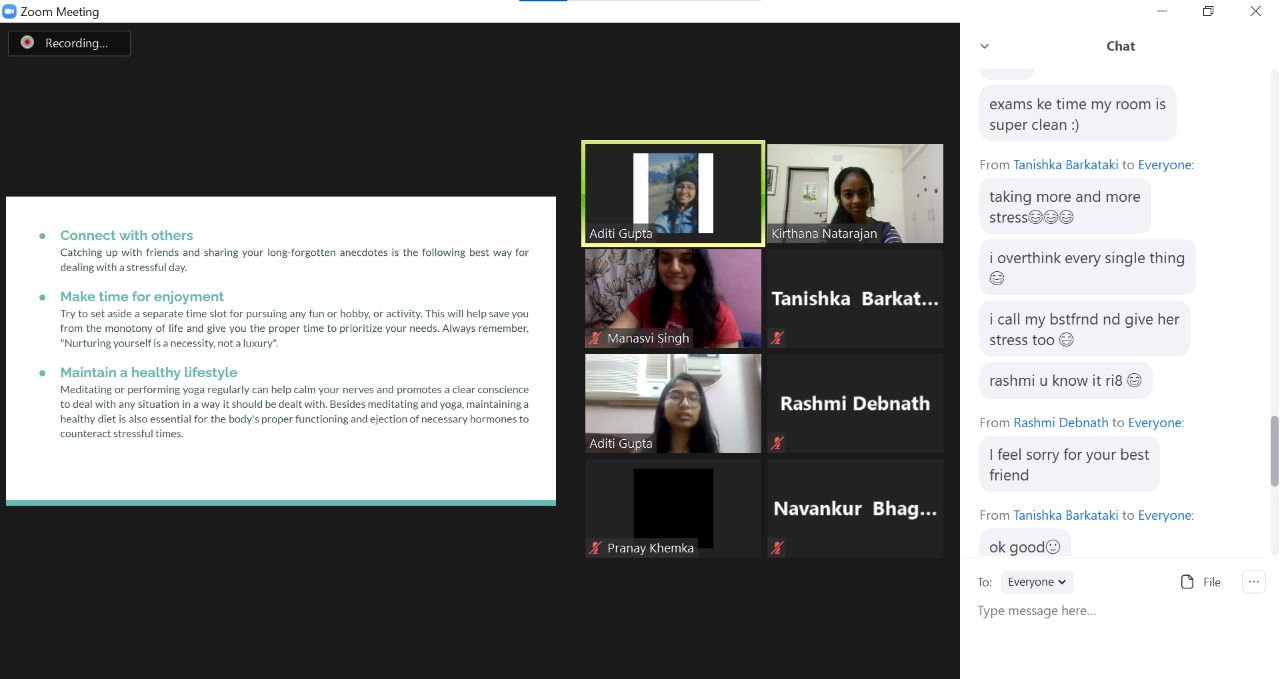 Zoom Meeting
Recording...
Connect with others
Catching up with friends and sharing your long-forgotten anecdotes is the following best way for
dealing with a stressful day.
Make time for enjoyment
Try to set aside a separate time slot for pursuing any fun or hobby, or activity. This will help save you
from the monotony of life and give you the proper time to prioritize your needs. Always remember,
"Nurturing yourself is a necessity, not a luxury".
Maintain a healthy lifestyle
Meditating or performing yoga regularly can help calm your nerves and promotes a clear conscience
to deal with any situation in a way it should be dealt with. Besides meditating and yoga, maintaining a
healthy diet is also essential for the body's proper functioning and ejection of necessary hormones to
counteract stressful times.
Aditi Gupta
Kirthana Natarajan
Manasvi Singh
Tanishka Barkat...
Aditi Gupta
Rashmi Debnath
Pranay Khemka
Navankur Bhag...
Chat
exams ke time my room is
super clean :)
From Tanishka Barkataki to Everyone:
taking more and more
stress😂😂😂
i overthink every single thing
😂
i call my bstfrnd nd give her
stress too 😂
rashmi u know it ri8 😂
From Rashmi Debnath to Everyone:
I feel sorry for your best
friend
From Tanishka Barkataki to Everyone:
ok good🙂
To: Everyone
File
...
Type message here...